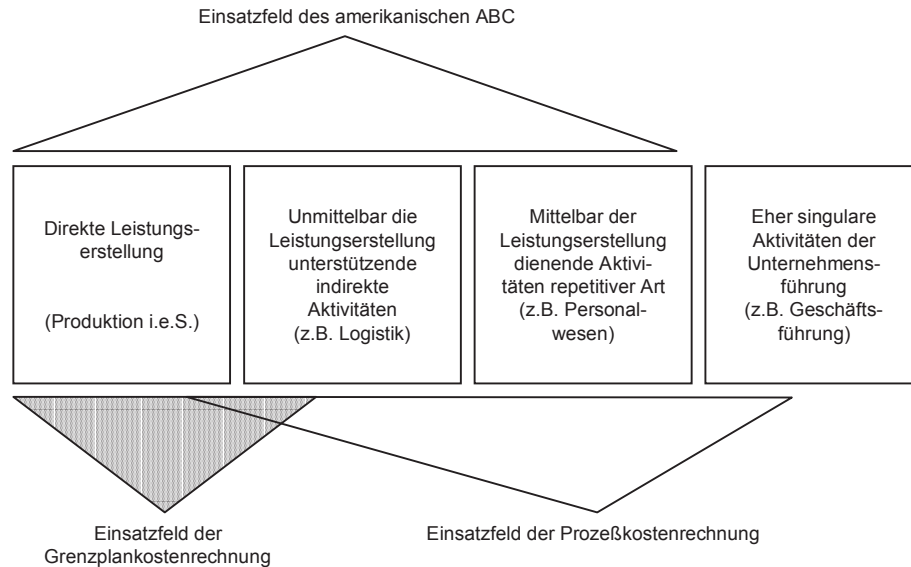 Einsatzfeld des amerikanischen ABC
Direkte Leistungs-
erstellung
(Produktion i.e.S.)
Unmittelbar die
Leistungserstellung
unterstützende
indirekte
Aktivitäten
(z.B. Logistik)
Mittelbar der
Leistungserstellung
dienende Aktivi-
täten repetitiver Art
(z.B. Personal-
wesen)
Eher singulare
Aktivitäten der
Unternehmens-
führung
(z.B. Geschäfts-
führung)
Einsatzfeld der
Grenzplankostenrechnung
Einsatzfeld der Prozeßkostenrechnung